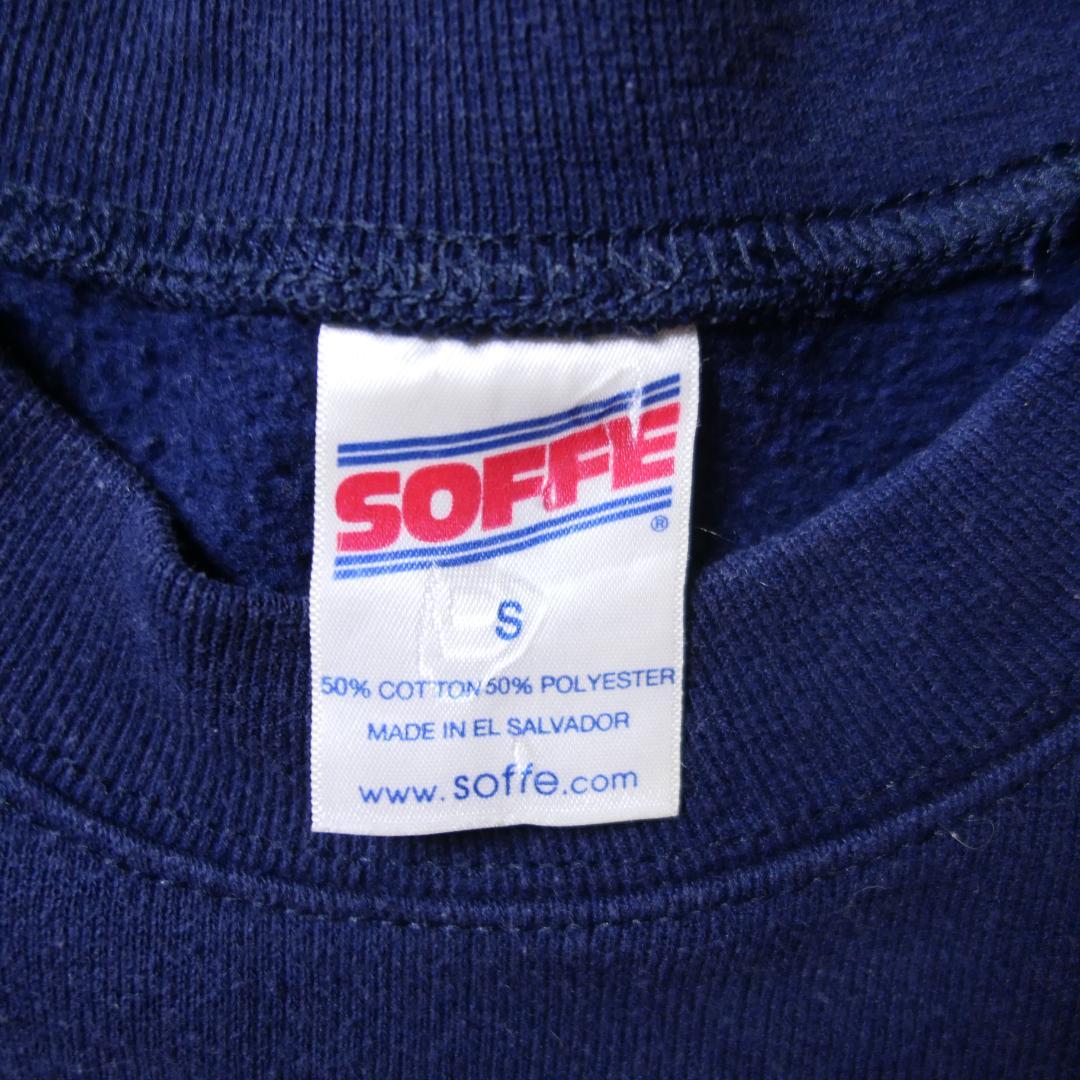 SOFFE
®
S
50% COTTON 50% POLYESTER
MADE IN EL SALVADOR
www.soffe.com